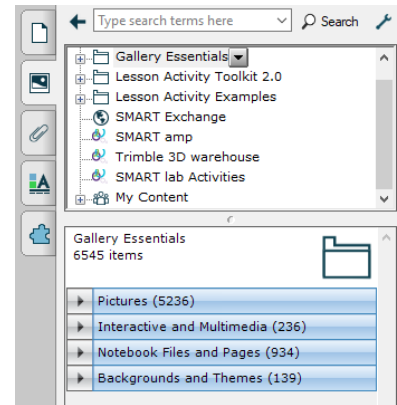 Type search terms here
Search
Gallery Essentials
Lesson Activity Toolkit 2.0
Lesson Activity Examples
SMART Exchange
SMART amp
Trimble 3D warehouse
SMART lab Activities
My Content
Gallery Essentials
6545 items
Pictures (5236)
Interactive and Multimedia (236)
Notebook Files and Pages (934)
Backgrounds and Themes (139)